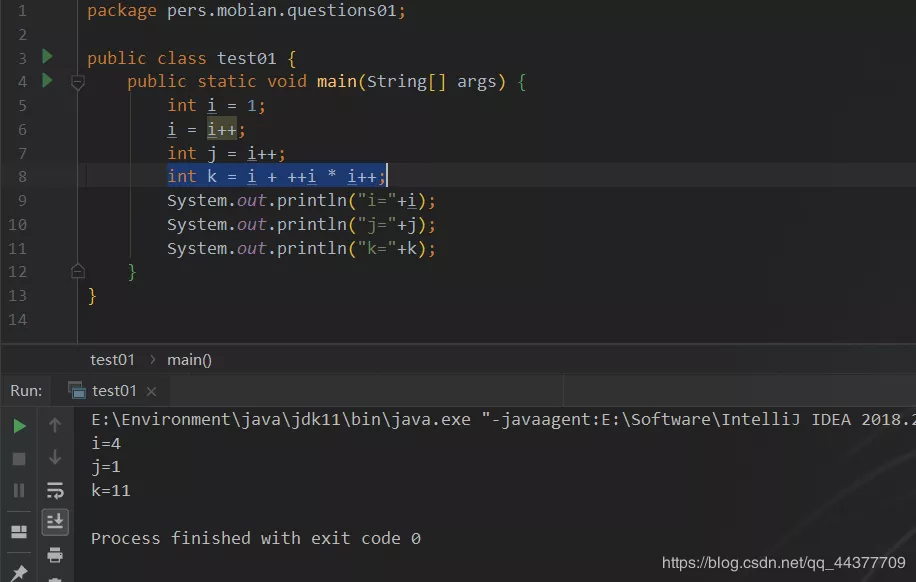 1 package pers.mobian.questions01;
2
3 public class test01 {
4 public static void main(String[] args) {
5 int i = 1;
6 i = i++;
7 int j = i++;
8 int k = i + ++i * i++;
9 System.out.println("i="+i);
10 System.out.println("j="+j);
11 System.out.println("k="+k);
12 }
13 }
14
test01 main()
Run: test01
E:\Environment\java\jdk11\bin\java.exe "-javaagent:E:\Software\IntelliJ IDEA 2018.2
i=4
j=1
k=11
Process finished with exit code 0
https://blog.csdn.net/qq_44377709